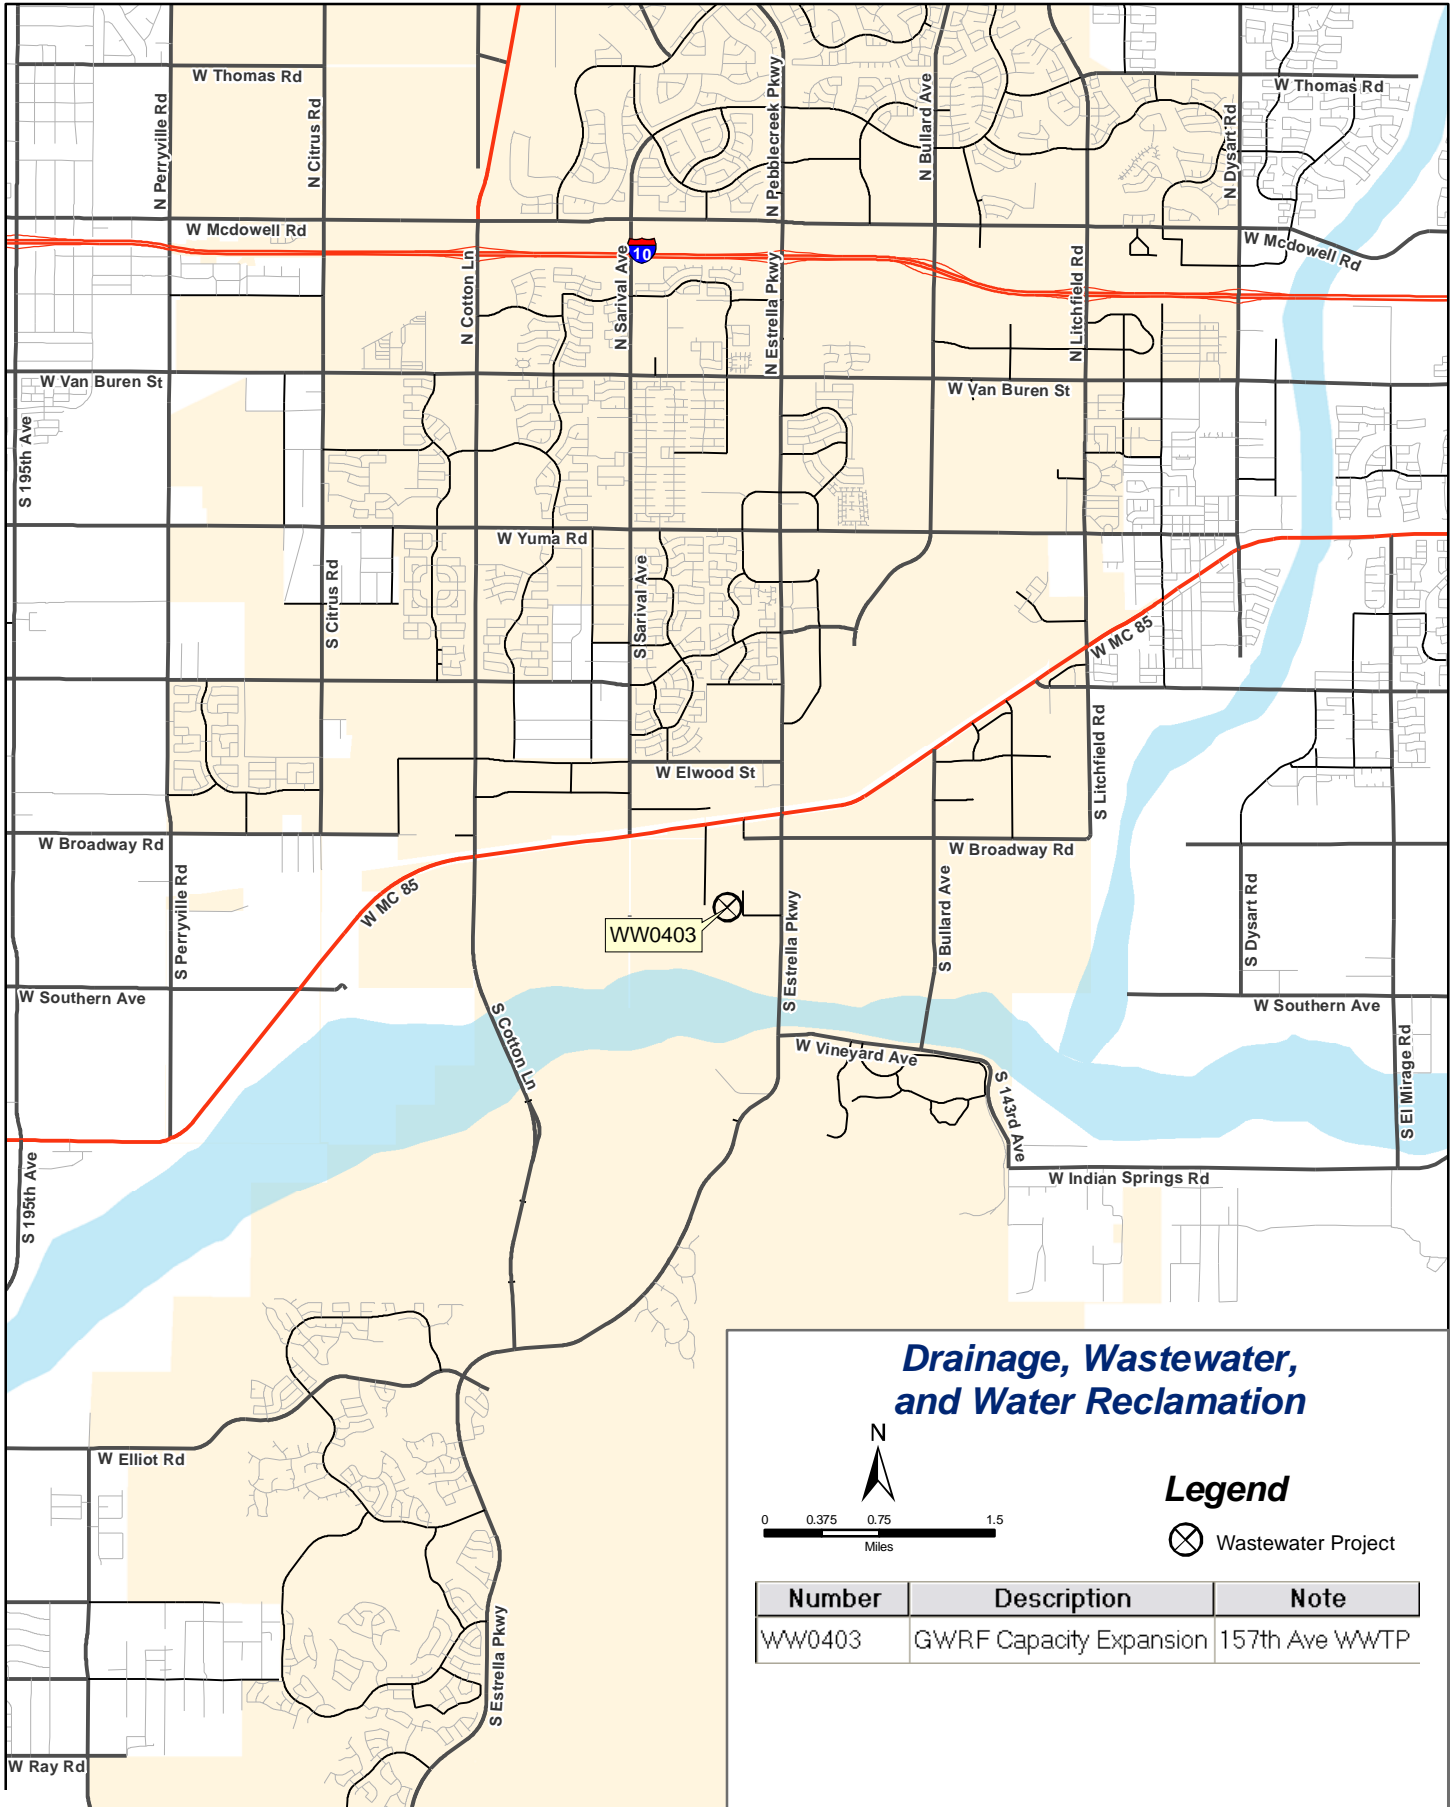 W Thomas Rd
W Thomas Rd
N Perryville Rd
N Citrus Rd
N Pebblecreek Pkwy
N Bullard Ave
N Dysart Rd
W Mcdowell Rd
W Mcdowell Rd
10
N Cotton Ln
N Sarival Ave
N Estrella Pkwy
N Litchfield Rd
W Van Buren St
W Van Buren St
S 195th Ave
W Yuma Rd
S Citrus Rd
S Sarival Ave
W MC 85
W Elwood St
S Litchfield Rd
W Broadway Rd
W Broadway Rd
W MC 85
S Perryville Rd
WW0403
S Estrella Pkwy
S Bullard Ave
S Dysart Rd
W Southern Ave
W Southern Ave
S Cotton Ln
W Vineyard Ave
S 143rd Ave
S El Mirage Rd
S 195th Ave
W Indian Springs Rd
W Elliot Rd
S Estrella Pkwy
W Ray Rd
Drainage, Wastewater,
and Water Reclamation
N
0 0.375 0.75 1.5
Miles
Legend
Wastewater Project
Number Description Note
WW0403 GWRF Capacity Expansion 157th Ave WWTP